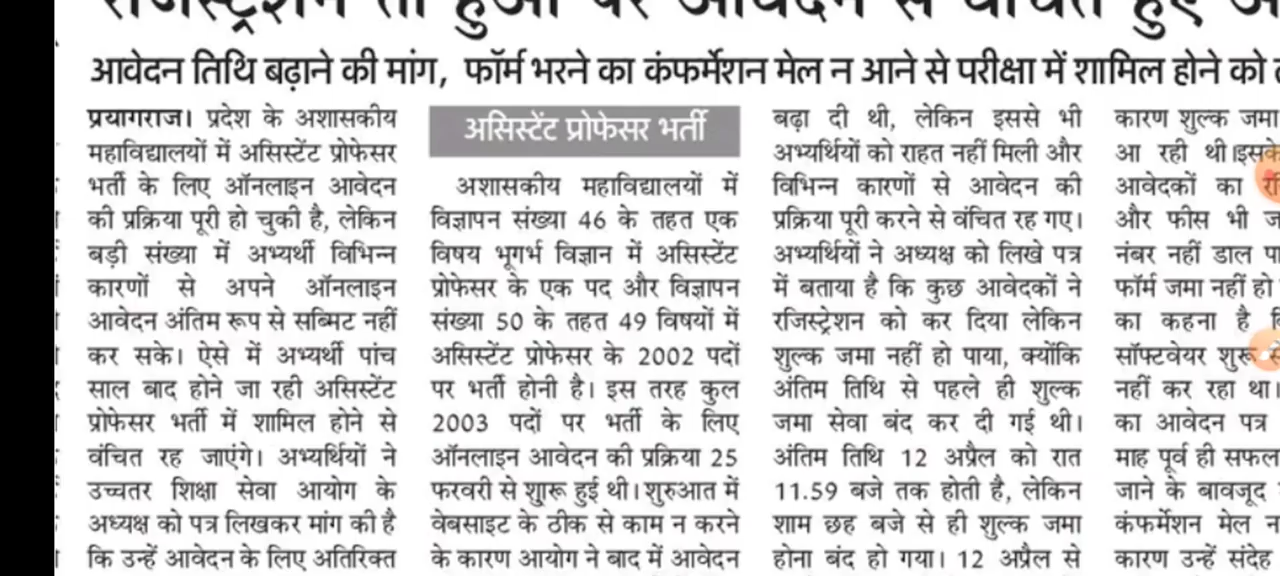 रजिस्ट्रेशन तो हुआ पर आवेदन से वंचित हुए
आवेदन तिथि बढ़ाने की मांग, फॉर्म भरने का कंफर्मेशन मेल न आने से परीक्षा में शामिल होने को
प्रयागराज। प्रदेश के अशासकीय
महाविद्यालयों में असिस्टेंट प्रोफेसर
भर्ती के लिए ऑनलाइन आवेदन
की प्रक्रिया पूरी हो चुकी है, लेकिन
बड़ी संख्या में अभ्यर्थी विभिन्न
कारणों से अपने ऑनलाइन
आवेदन अंतिम रूप से सब्मिट नहीं
कर सके। ऐसे में अभ्यर्थी पांच
साल बाद होने जा रही असिस्टेंट
प्रोफेसर भर्ती में शामिल होने से
वंचित रह जाएंगे। अभ्यर्थियों ने
उच्चतर शिक्षा सेवा आयोग के
अध्यक्ष को पत्र लिखकर मांग की है
कि उन्हें आवेदन के लिए अतिरिक्त
असिस्टेंट प्रोफेसर भर्ती
अशासकीय महाविद्यालयों में
विज्ञापन संख्या 46 के तहत एक
विषय भूगर्भ विज्ञान में असिस्टेंट
प्रोफेसर के एक पद और विज्ञापन
संख्या 50 के तहत 49 विषयों में
असिस्टेंट प्रोफेसर के 2002 पदों
पर भर्ती होनी है। इस तरह कुल
2003 पदों पर भर्ती के लिए
ऑनलाइन आवेदन की प्रक्रिया 25
फरवरी से शुरू हुई थी। शुरुआत में
वेबसाइट के ठीक से काम न करने
के कारण आयोग ने बाद में आवेदन
बढ़ा दी थी, लेकिन इससे भी
अभ्यर्थियों को राहत नहीं मिली और
विभिन्न कारणों से आवेदन की
प्रक्रिया पूरी करने से वंचित रह गए।
अभ्यर्थियों ने अध्यक्ष को लिखे पत्र
में बताया है कि कुछ आवेदकों ने
रजिस्ट्रेशन को कर दिया लेकिन
शुल्क जमा नहीं हो पाया, क्योंकि
अंतिम तिथि से पहले ही शुल्क
जमा सेवा बंद कर दी गई थी।
अंतिम तिथि 12 अप्रैल को रात
11.59 बजे तक होती है, लेकिन
शाम छह बजे से ही शुल्क जमा
होना बंद हो गया। 12 अप्रैल से
कारण शुल्क जमा
आ रही थी।इसके
आवेदकों का
और फीस भी
नंबर नहीं डाल
फॉर्म जमा नहीं हो
का कहना है
सॉफ्टवेयर शुरू से
नहीं कर रहा था।
का आवेदन पत्र
माह पूर्व ही सफल
जाने के बावजूद
कंफर्मेशन मेल न
कारण उन्हें संदेह